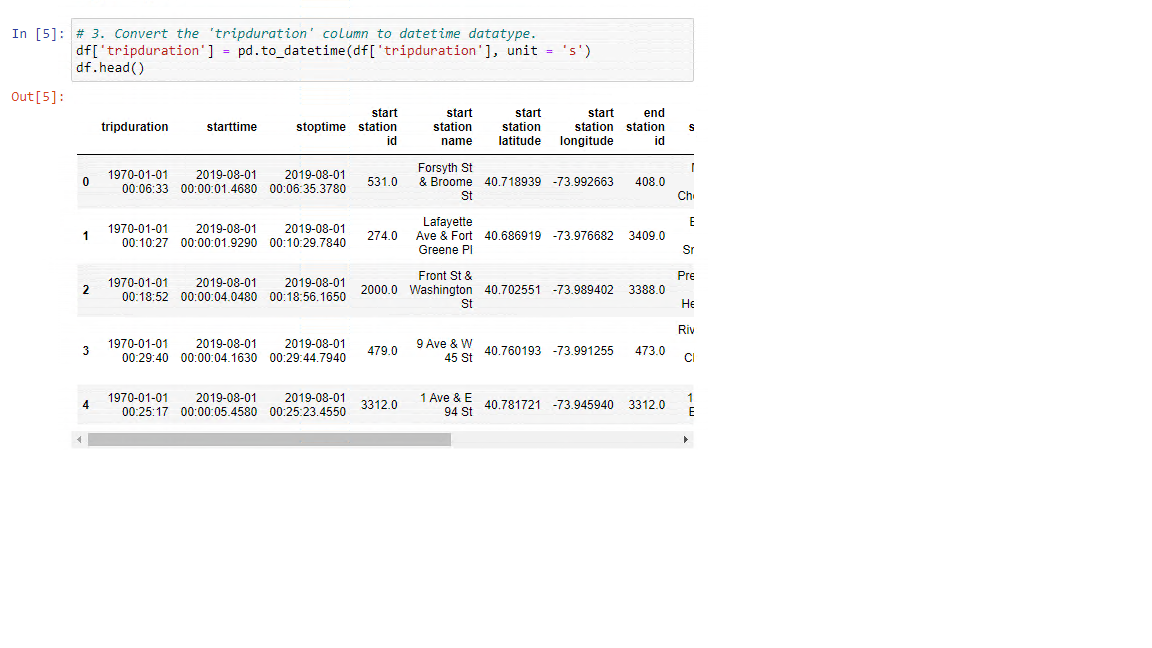 In [5]: # 3. Convert the 'tripduration' column to datetime datatype.
df['tripduration'] = pd.to_datetime(df['tripduration'], unit = 's')
df.head()
Out[5]:
tripduration starttime stoptime start station id start station name start station latitude start station longitude end station id
0 1970-01-01 00:06:33 2019-08-01 00:00:01.4680 2019-08-01 00:06:35.3780 531.0 Forsyth St & Broome St 40.718939 -73.992663 408.0
1 1970-01-01 00:10:27 2019-08-01 00:00:01.9290 2019-08-01 00:10:29.7840 274.0 Lafayette Ave & Fort Greene Pl 40.686919 -73.976682 3409.0
2 1970-01-01 00:18:52 2019-08-01 00:00:04.0480 2019-08-01 00:18:56.1650 2000.0 Front St & Washington St 40.702551 -73.989402 3388.0
3 1970-01-01 00:29:40 2019-08-01 00:00:04.1630 2019-08-01 00:29:44.7940 479.0 9 Ave & W 45 St 40.760193 -73.991255 473.0
4 1970-01-01 00:25:17 2019-08-01 00:00:05.4580 2019-08-01 00:25:23.4550 3312.0 1 Ave & E 94 St 40.781721 -73.945940 3312.0